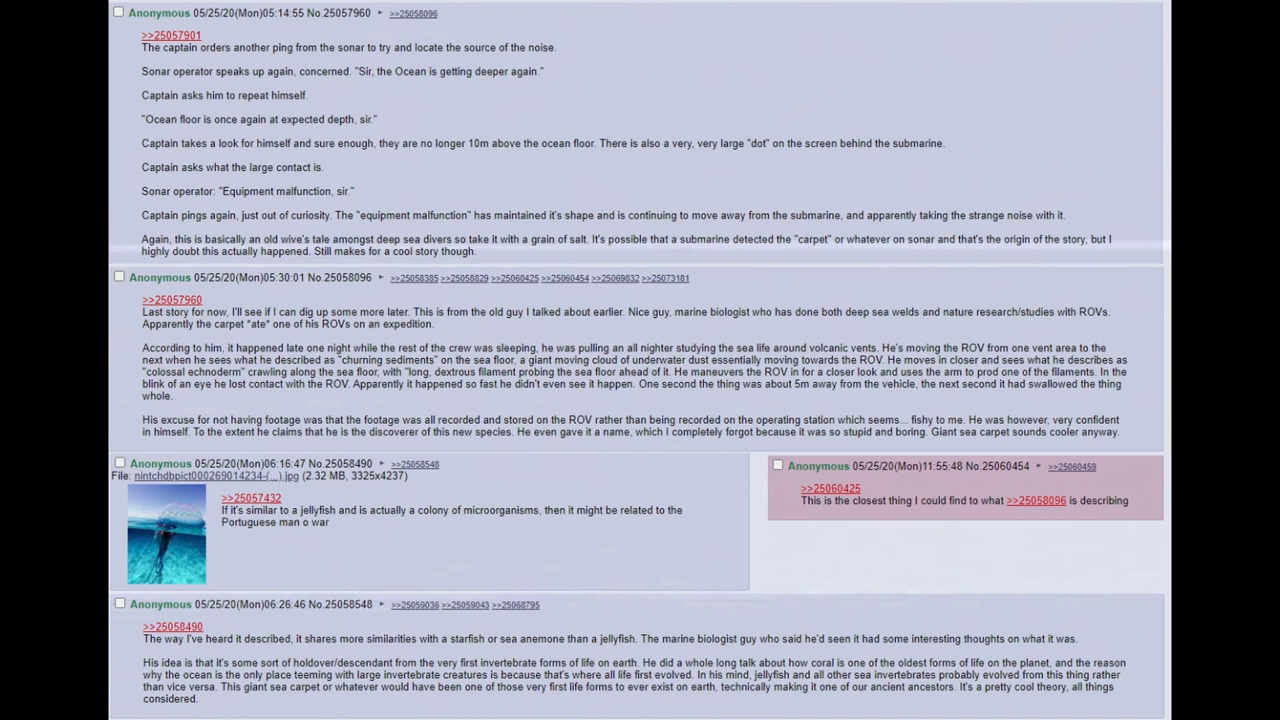 Anonymous 05/25/20(Mon)05:14:55 No.25057960 ► >>25058096
>>25057901
The captain orders another ping from the sonar to try and locate the source of the noise.
Sonar operator speaks up again, concerned. "Sir, the Ocean is getting deeper again."
Captain asks him to repeat himself.
"Ocean floor is once again at expected depth, sir."
Captain takes a look for himself and sure enough, they are no longer 10m above the ocean floor. There is also a very, very large "dot" on the screen behind the submarine.
Captain asks what the large contact is.
Sonar operator: "Equipment malfunction, sir."
Captain pings again, just out of curiosity. The "equipment malfunction" has maintained it's shape and is continuing to move away from the submarine, and apparently taking the strange noise with it.
Again, this is basically an old wive's tale amongst deep sea divers so take it with a grain of salt. It's possible that a submarine detected the "carpet" or whatever on sonar and that's the origin of the story, but I
highly doubt this actually happened. Still makes for a cool story though.
Anonymous 05/25/20(Mon)05:30:01 No.25058096 ► >>25058385 >>25058829 >>25060425 >>25060454 >>25069832 >>25073181
>>25057960
Last story for now, I'll see if I can dig up some more later. This is from the old guy I talked about earlier. Nice guy, marine biologist who has done both deep sea welds and nature research/studies with ROVs.
Apparently the carpet *ate* one of his ROVs on an expedition.
According to him, it happened late one night while the rest of the crew was sleeping, he was pulling an all nighter studying the sea life around volcanic vents. He's moving the ROV from one vent area to the
next when he sees what he described as "churning sediments" on the sea floor, a giant moving cloud of underwater dust essentially moving towards the ROV. He moves in closer and sees what he describes as
"colossal echnoderm" crawling along the sea floor, with "long, dextrous filament probing the sea floor ahead of it. He maneuvers the ROV in for a closer look and uses the arm to prod one of the filaments. In the
blink of an eye he lost contact with the ROV. Apparently it happened so fast he didn't even see it happen. One second the thing was about 5m away from the vehicle, the next second it had swallowed the thing
whole.
His excuse for not having footage was that the footage was all recorded and stored on the ROV rather than being recorded on the operating station which seems... fishy to me. He was however, very confident
in himself. To the extent he claims that he is the discoverer of this new species. He even gave it a name, which I completely forgot because it was so stupid and boring. Giant sea carpet sounds cooler anyway.
Anonymous 05/25/20(Mon)06:16:47 No.25058490 ► >>25058548
File: nintchdbpict000269014234-(...).jpg (2.32 MB, 3325x4237)
>>25057432
If it's similar to a jellyfish and is actually a colony of microorganisms, then it might be related to the
Portuguese man o war
Anonymous 05/25/20(Mon)11:55:48 No.25060454 ► >>25060459
>>25060425
This is the closest thing I could find to what >>25058096 is describing
Anonymous 05/25/20(Mon)06:26:46 No.25058548 ► >>25059036 >>25059043 >>25068795
>>25058490
The way I've heard it described, it shares more similarities with a starfish or sea anemone than a jellyfish. The marine biologist guy who said he'd seen it had some interesting thoughts on what it was.
His idea is that it's some sort of holdover/descendant from the very first invertebrate forms of life on earth. He did a whole long talk about how coral is one of the oldest forms of life on the planet, and the reason
why the ocean is the only place teeming with large invertebrate creatures is because that's where all life first evolved. In his mind, jellyfish and all other sea invertebrates probably evolved from this thing rather
than vice versa. This giant sea carpet or whatever would have been one of those very first life forms to ever exist on earth, technically making it one of our ancient ancestors. It's a pretty cool theory, all things
considered.